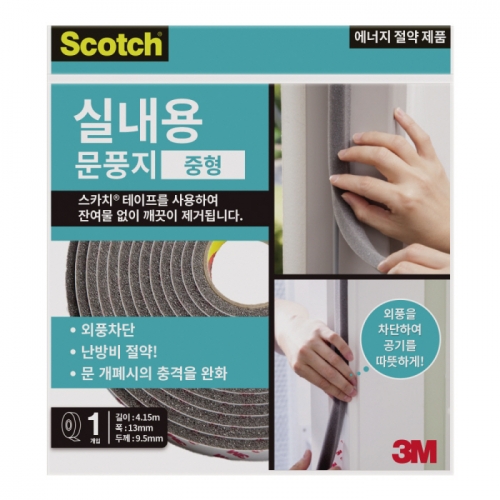 Scotch
에너지 절약 제품
실내용
문풍지 중형
스카치® 테이프를 사용하여
잔여물 없이 깨끗이 제거됩니다.
• 외풍차단
• 난방비 절약!
• 문 개폐시의 충격을 완화
외풍을
차단하여
공기를
따뜻하게!
1
개입
길이 : 4.15m
폭 : 13mm
두께 : 9.5mm
3M